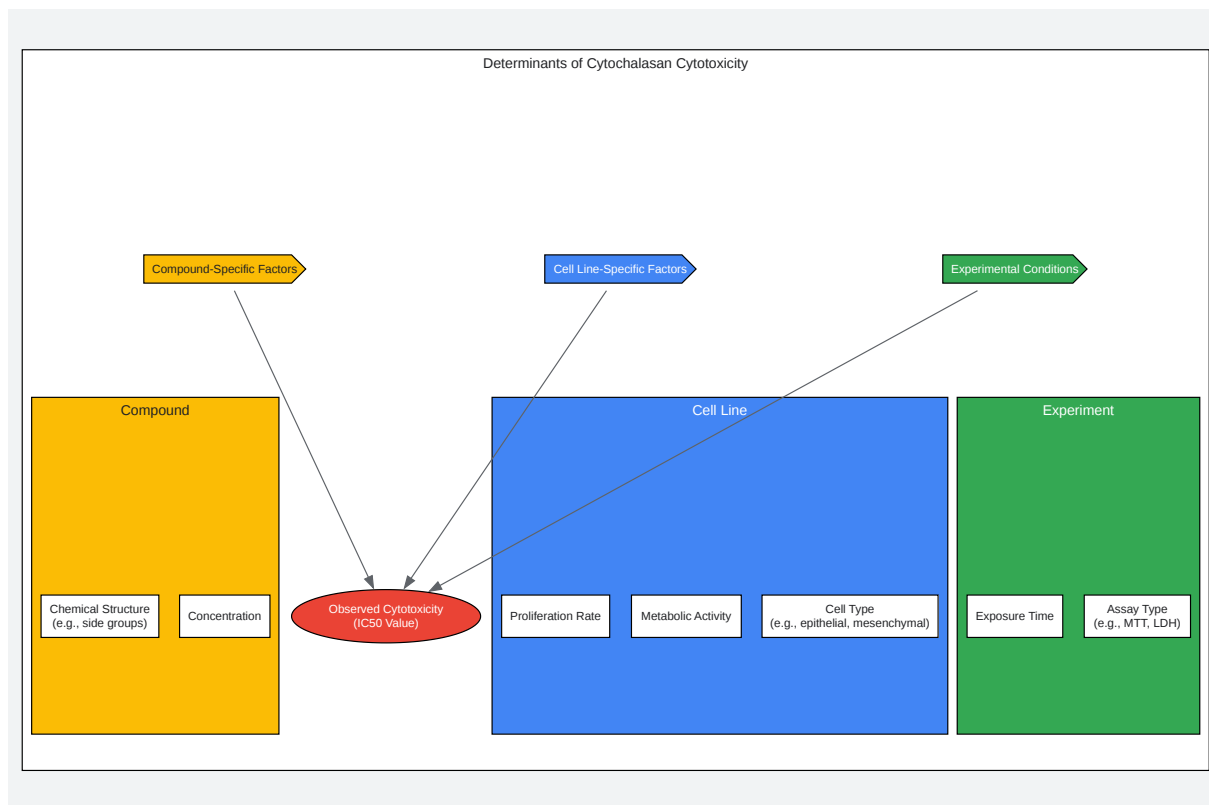 Determinants of Cytochalasan Cytotoxicity
Compound-Specific Factors
Cell Line-Specific Factors
Experimental Conditions
Compound
Cell Line
Experiment
Chemical Structure
(e.g., side groups)
Concentration
Observed Cytotoxicity
(IC50 Value)
Proliferation Rate
Metabolic Activity
Cell Type
(e.g., epithelial, mesenchymal)
Exposure Time
Assay Type
(e.g., MTT, LDH)